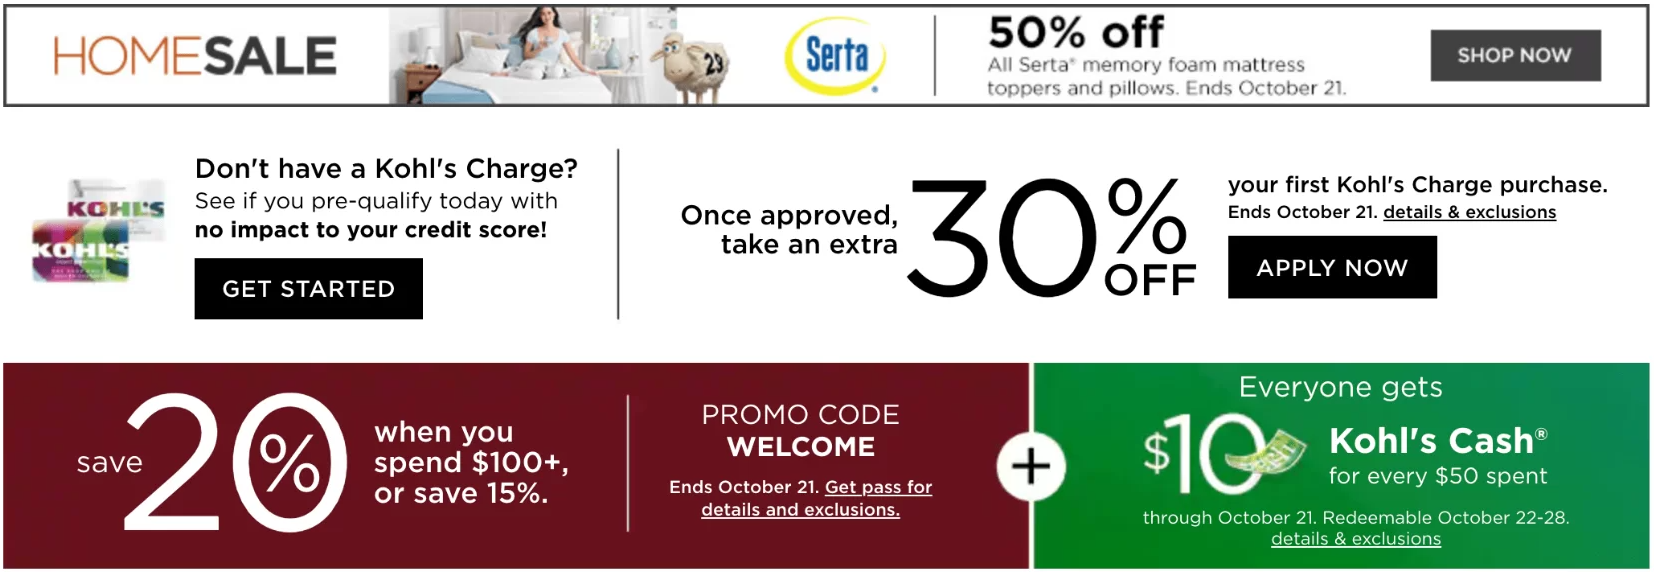 HOMESALE
29
Serta
50% off
All Serta® memory foam mattress
toppers and pillows. Ends October 21.
SHOP NOW
KOHL'S
KOHL'S
Don't have a Kohl's Charge?
See if you pre-qualify today with
no impact to your credit score!
GET STARTED
Once approved,
take an extra
30% OFF
your first Kohl's Charge purchase.
Ends October 21. details & exclusions
APPLY NOW
save 20%
when you
spend $100+,
or save 15%.
PROMO CODE
WELCOME
Ends October 21. Get pass for
details and exclusions.
+
Everyone gets
$10
Kohl's Cash®
for every $50 spent
through October 21. Redeemable October 22-28.
details & exclusions